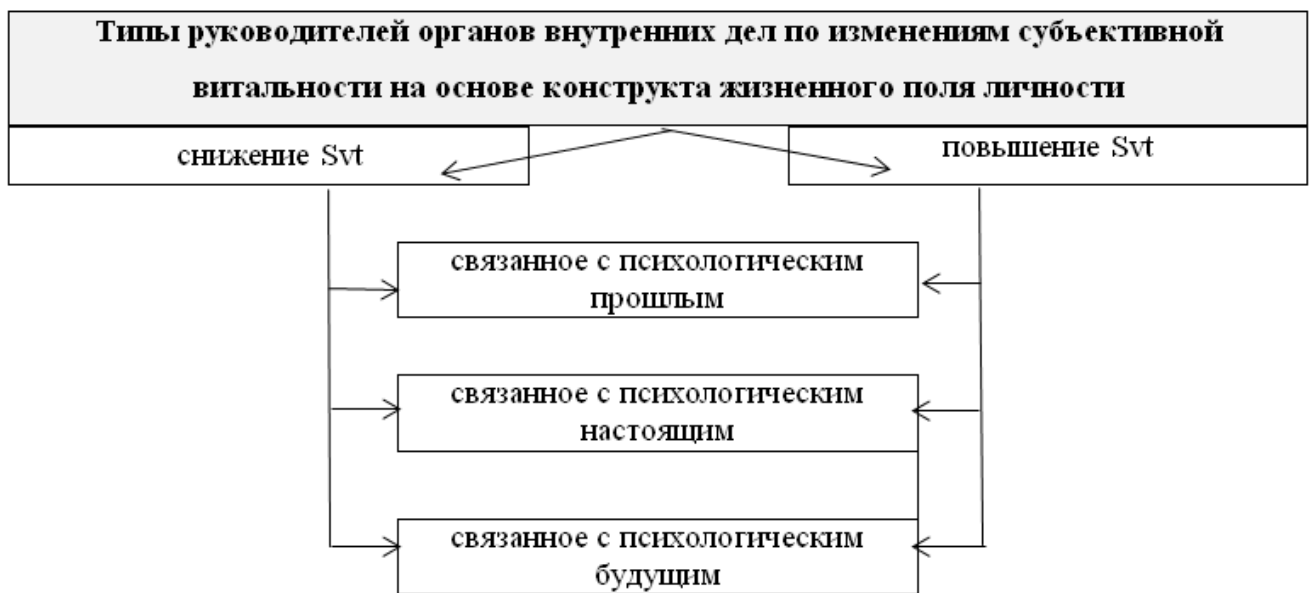 Типы руководителей органов внутренних дел по изменениям субъективной
витальности на основе конструкта жизненного поля личности
снижение Svt
повышение Svt
связанное с психологическим
прошлым
связанное с психологическим
настоящим
связанное с психологическим
будущим